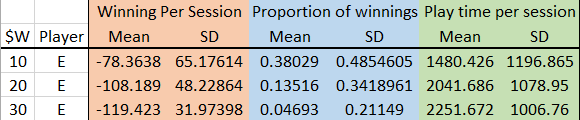 Winning Per Session Proportion of winnings Play time per session
$W Player Mean SD Mean SD Mean SD
10 E -78.3638 65.17614 0.38029 0.4854605 1480.426 1196.865
20 E -108.189 48.22864 0.13516 0.3418961 2041.686 1078.95
30 E -119.423 31.97398 0.04693 0.21149 2251.672 1006.76